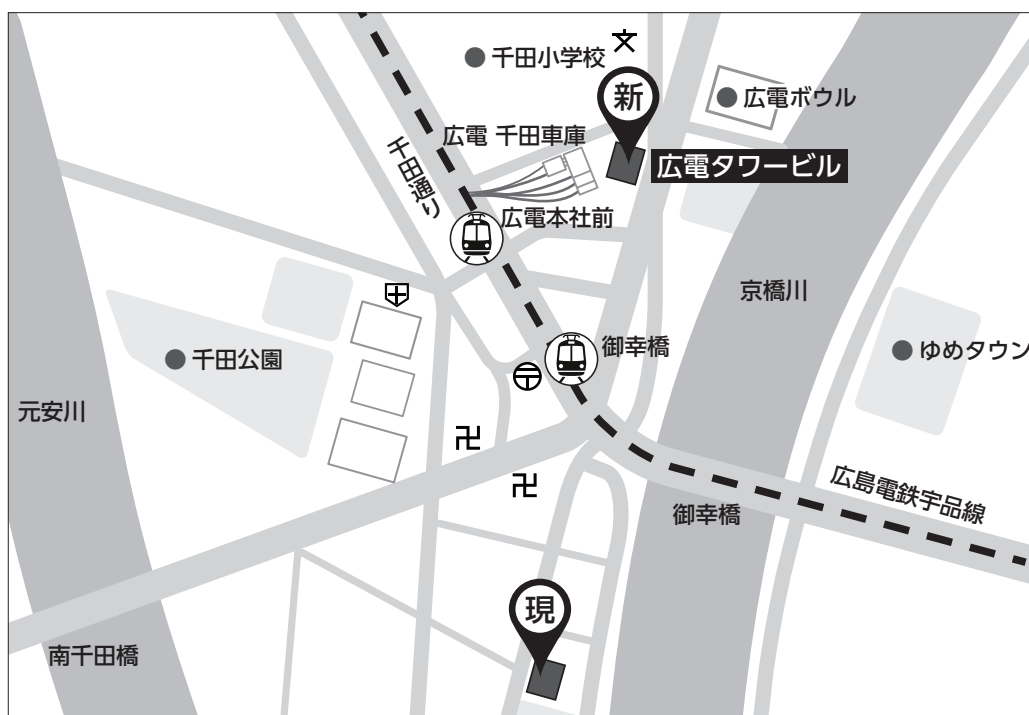 千田小学校
新
広電ボウル
広電 千田車庫
広電タワービル
千田通り
広電本社前
京橋川
御幸橋
千田公園
ゆめタウン
元安川
広島電鉄宇品線
御幸橋
現
南千田橋